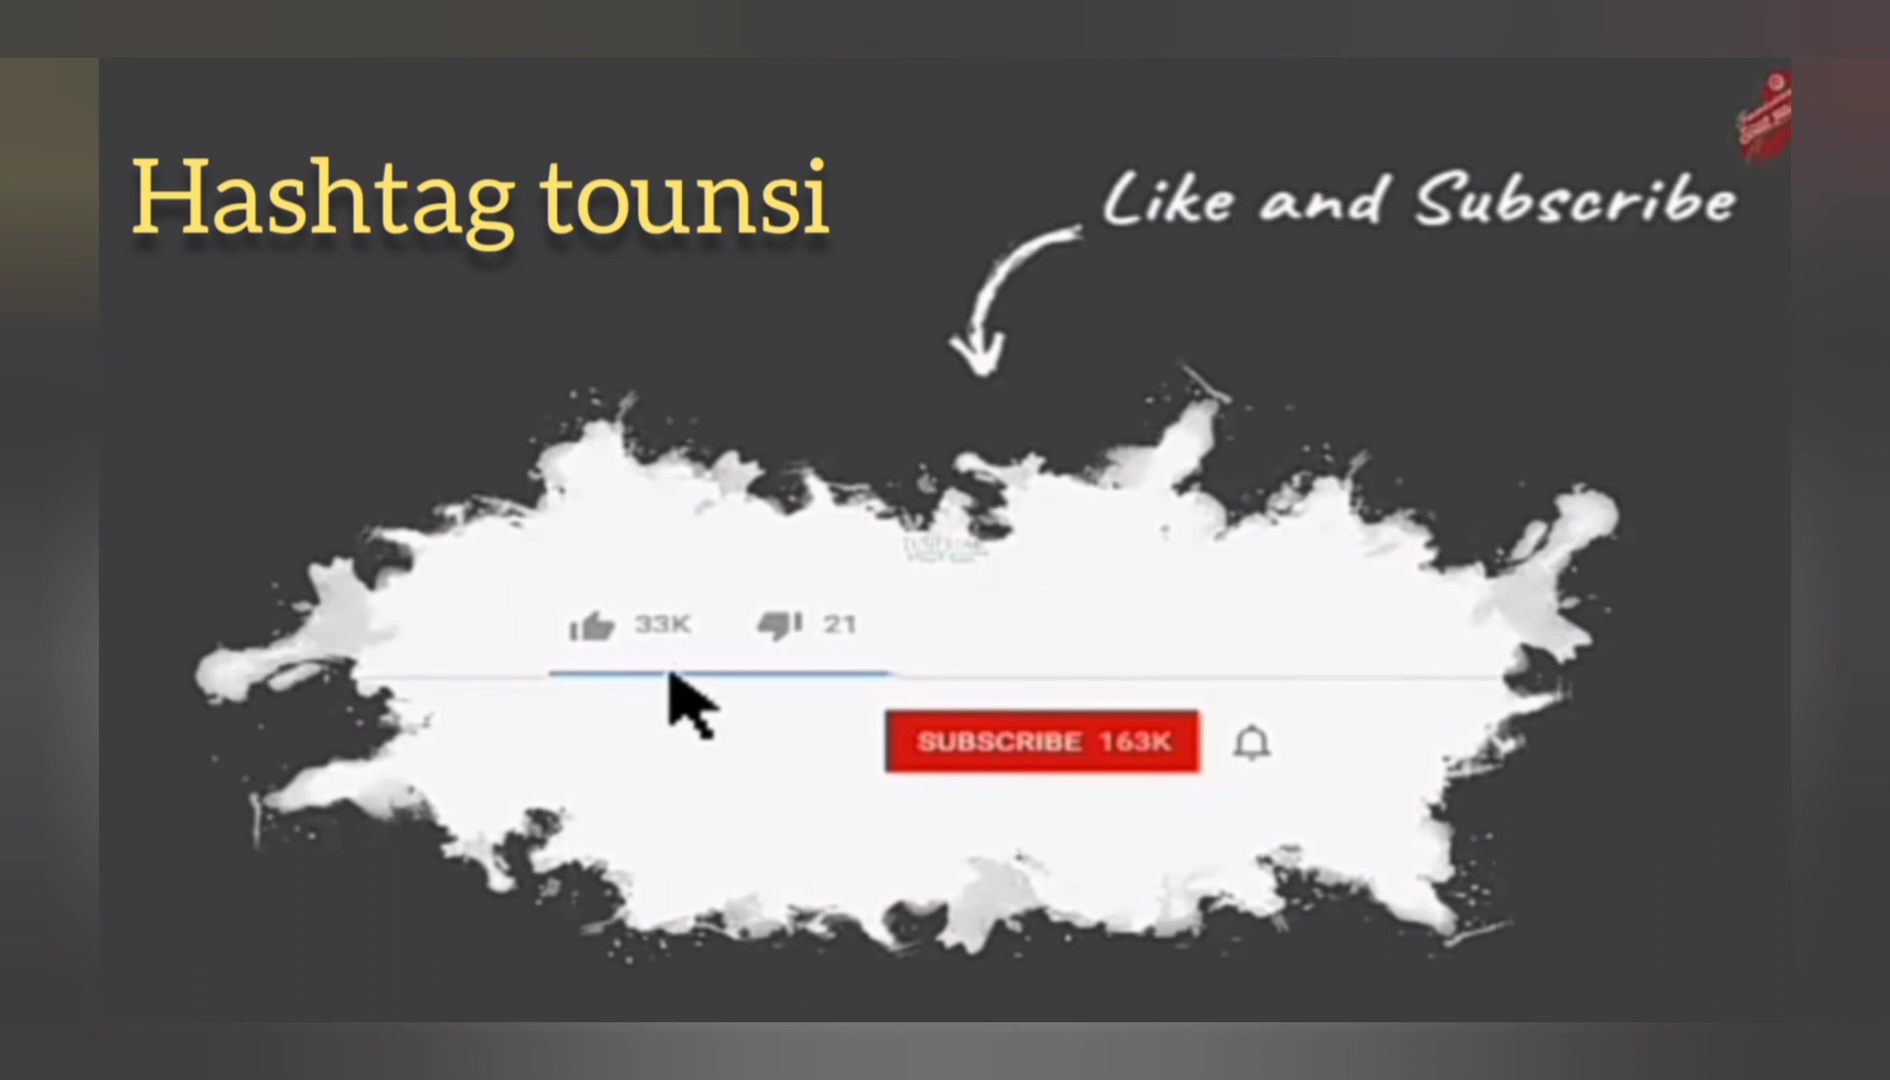 Hashtag tounsi
Like and Subscribe
33K 21
SUBSCRIBE 163K